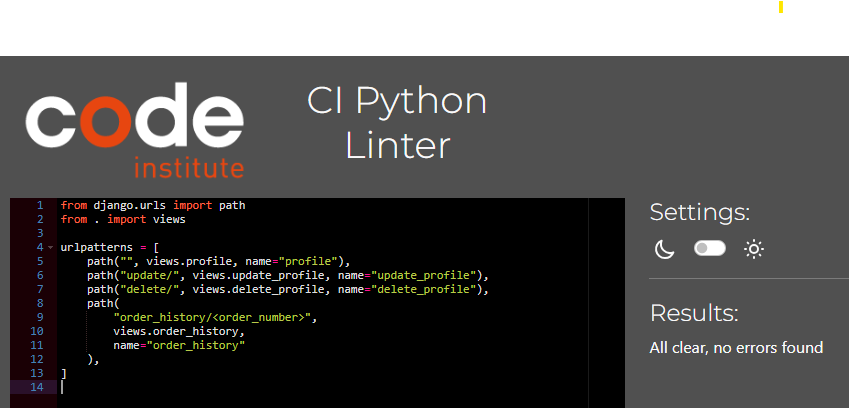 code
institute
CI Python
Linter
1 from django.urls import path
2 from . import views
3
4 urlpatterns = [
5     path("", views.profile, name="profile"),
6     path("update/", views.update_profile, name="update_profile"),
7     path("delete/", views.delete_profile, name="delete_profile"),
8     path(
9         "order_history/<order_number>",
10         views.order_history,
11         name="order_history"
12     ),
13 ]
14
Settings:
Results:
All clear, no errors found